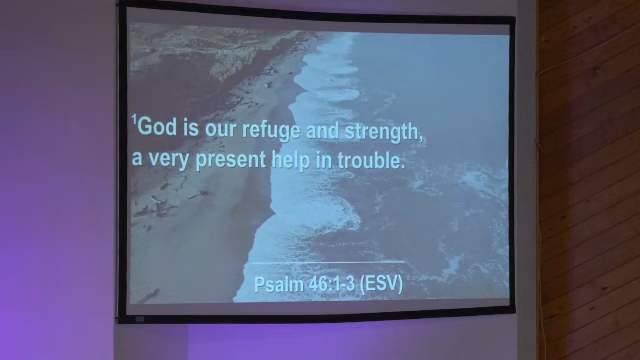 ¹God is our refuge and strength,
a very present help in trouble.
Psalm 46:1-3 (ESV)